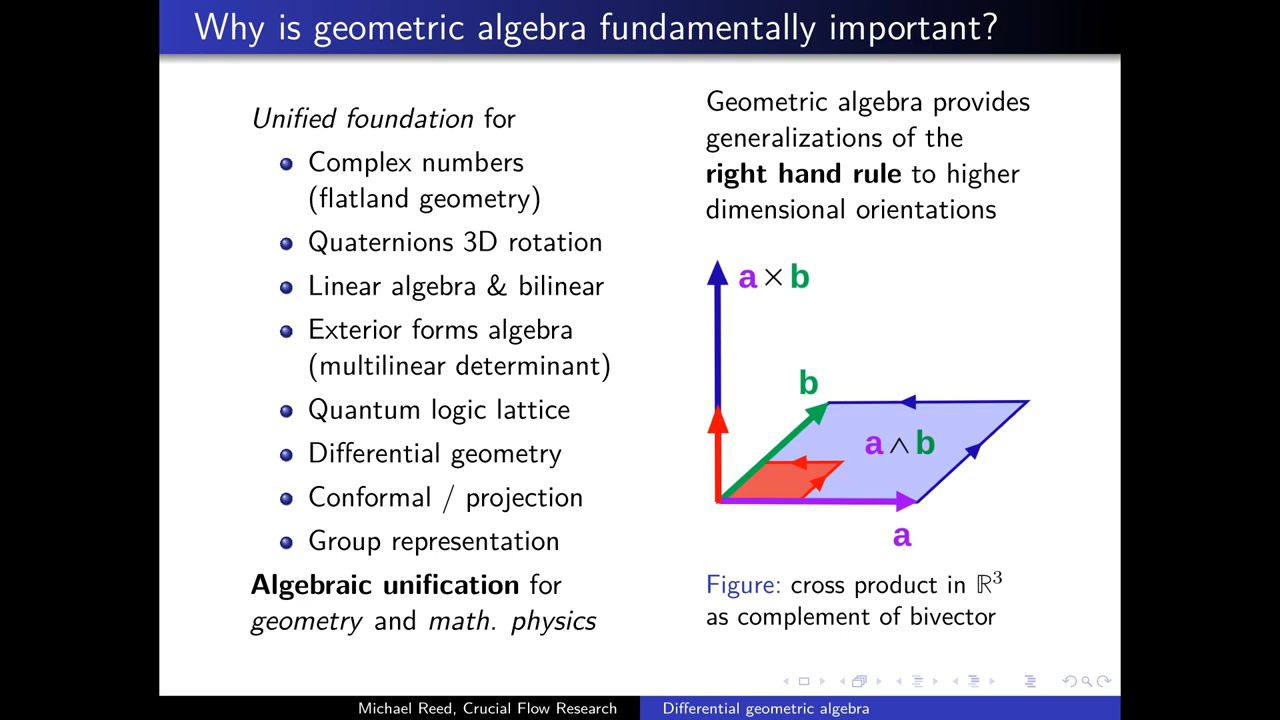 Why is geometric algebra fundamentally important?
Unified foundation for
Complex numbers
(flatland geometry)
Quaternions 3D rotation
Linear algebra & bilinear
Exterior forms algebra
(multilinear determinant)
Quantum logic lattice
Differential geometry
Conformal / projection
Group representation
Algebraic unification for
geometry and math. physics
Geometric algebra provides
generalizations of the
right hand rule to higher
dimensional orientations
a × b
b
a ∧ b
a
Figure: cross product in ℝ³
as complement of bivector
Michael Reed, Crucial Flow Research
Differential geometric algebra